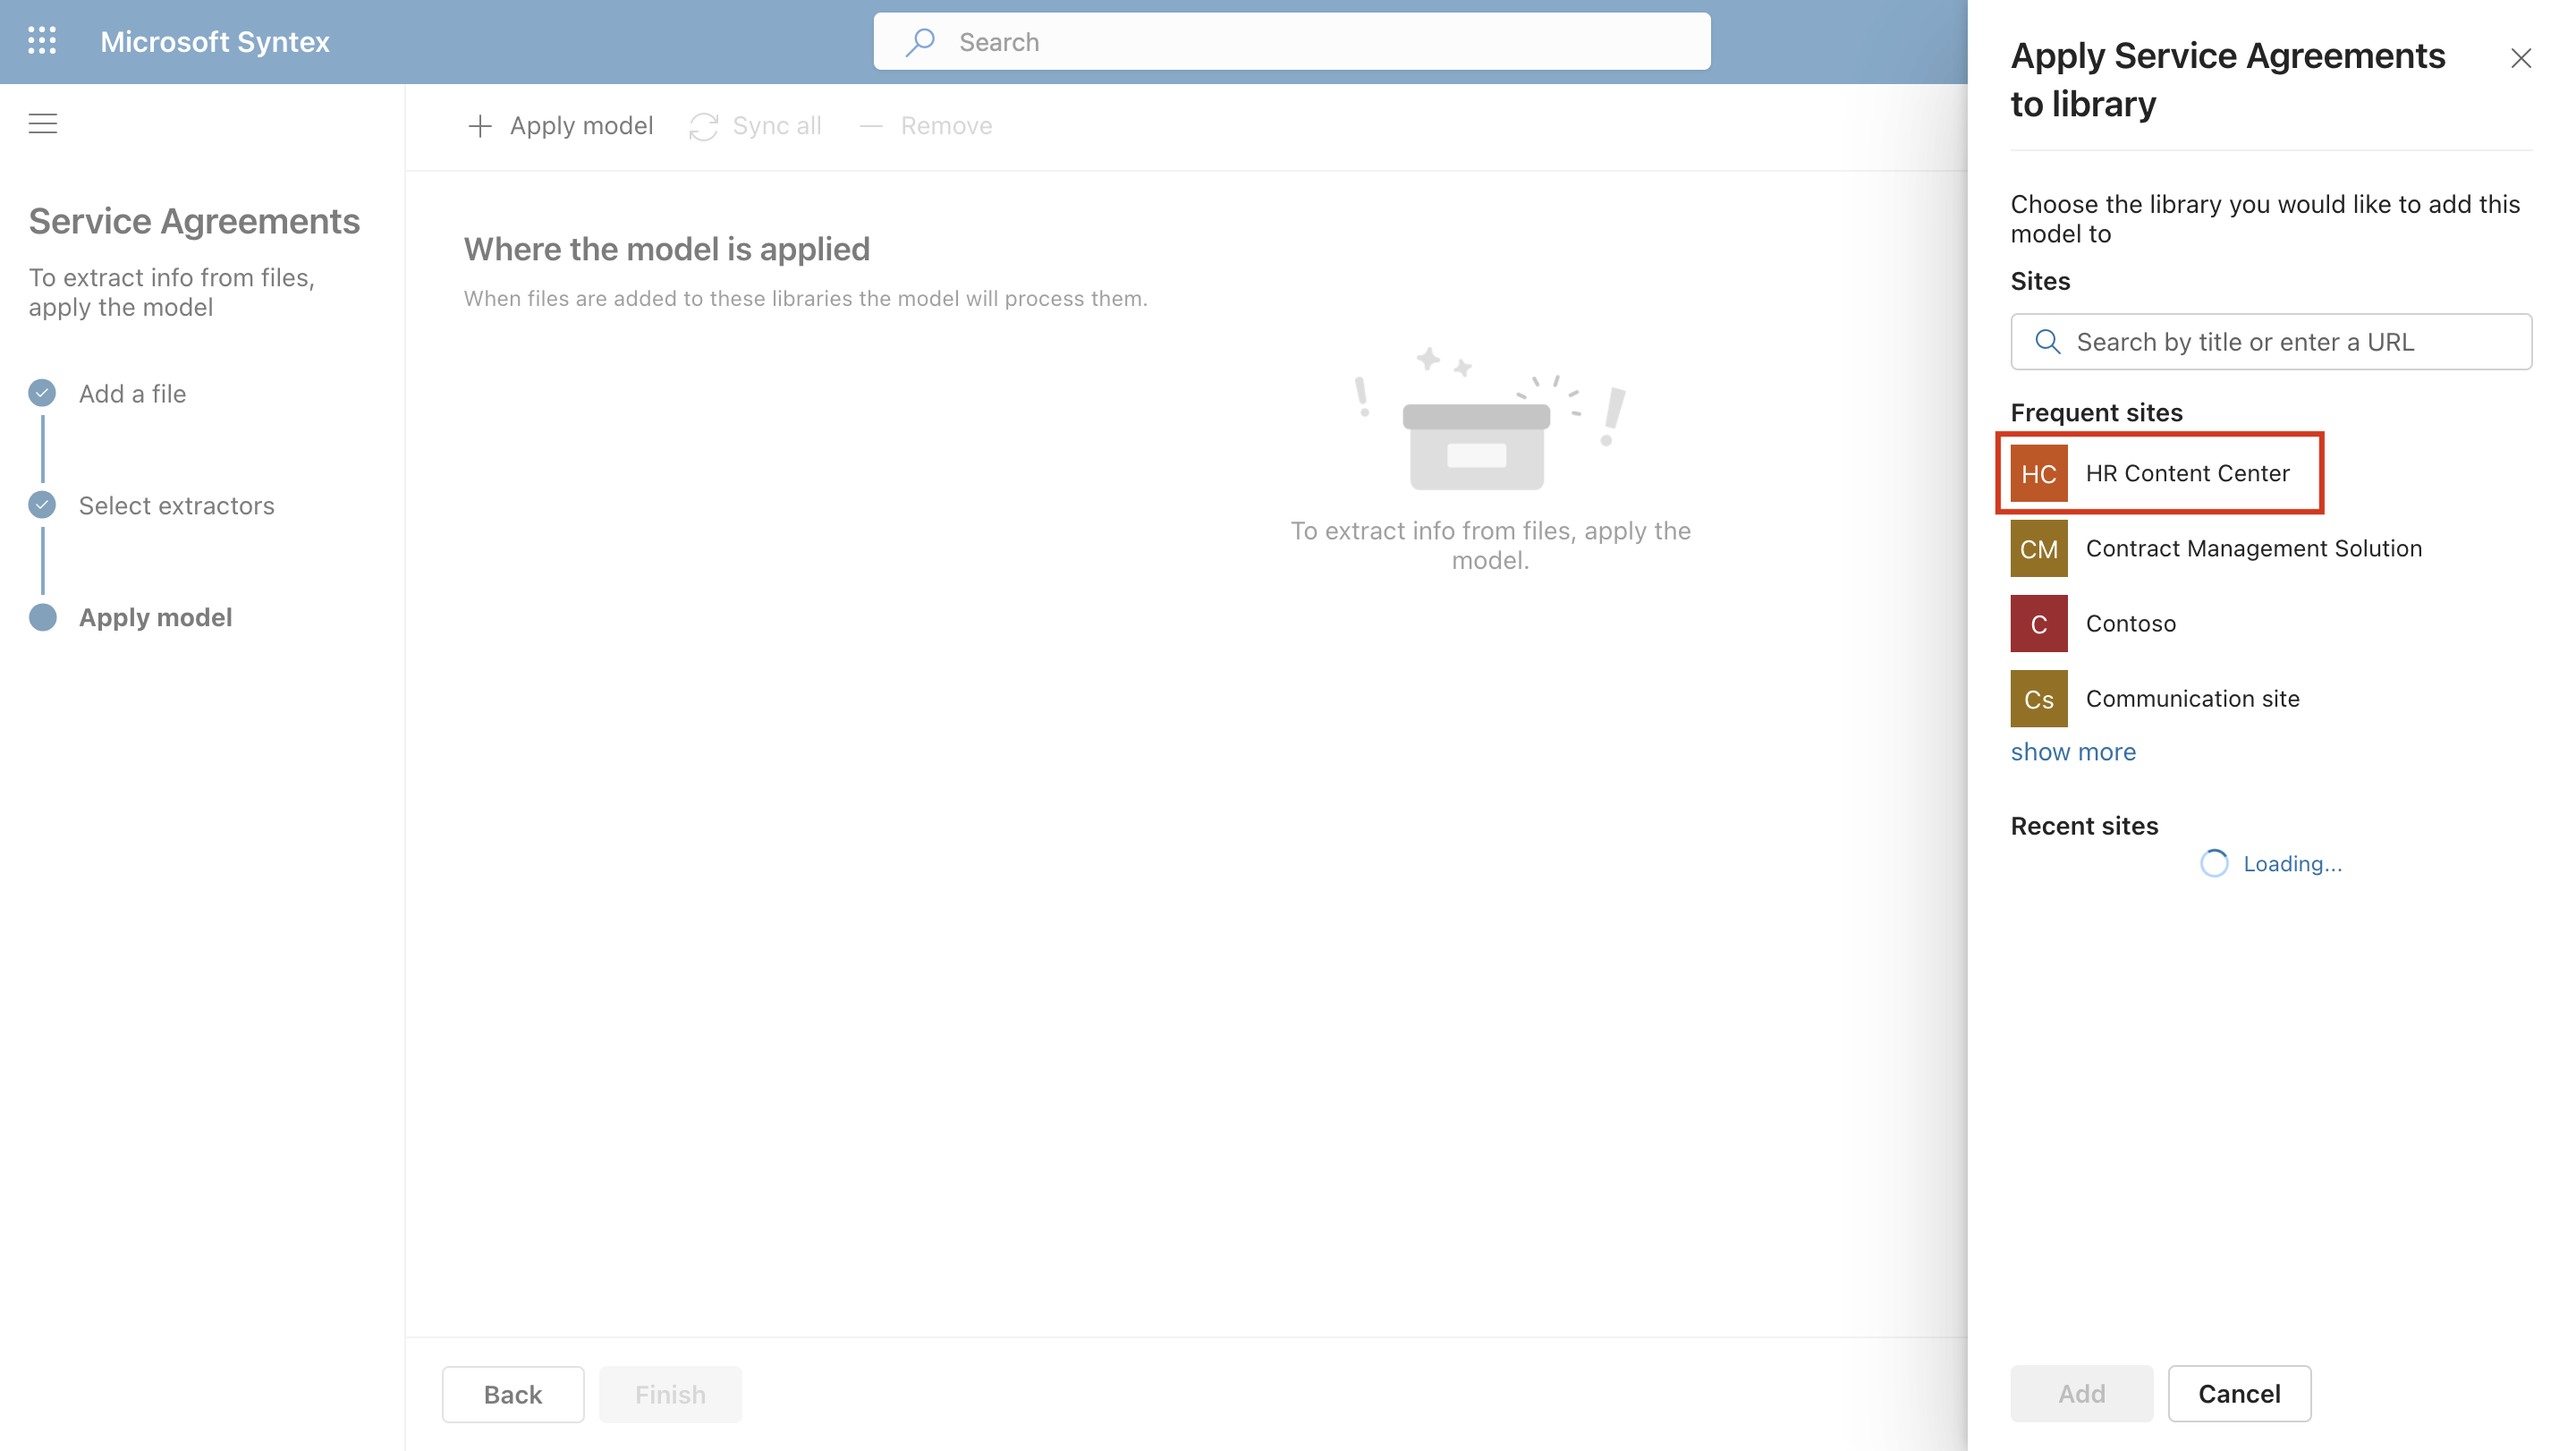 Microsoft Syntex
Search
Apply model
Sync all
Remove
Service Agreements
To extract info from files,
apply the model
Add a file
Select extractors
Apply model
Where the model is applied
When files are added to these libraries the model will process them.
To extract info from files, apply the
model.
Back
Finish
Apply Service Agreements
to library
Choose the library you would like to add this
model to
Sites
Search by title or enter a URL
Frequent sites
HC HR Content Center
CM Contract Management Solution
C Contoso
Cs Communication site
show more
Recent sites
Loading...
Add
Cancel